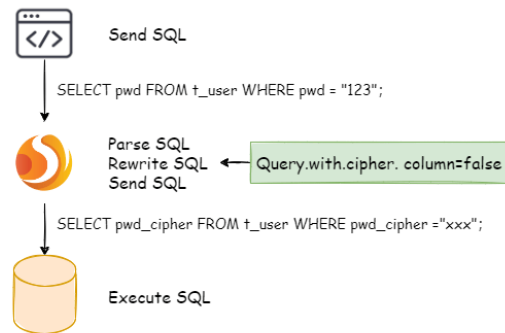 </>
Send SQL
SELECT pwd FROM t_user WHERE pwd = "123";
Parse SQL
Rewrite SQL
Send SQL
Query.with.cipher. column=false
SELECT pwd_cipher FROM t_user WHERE pwd_cipher ="xxx";
Execute SQL